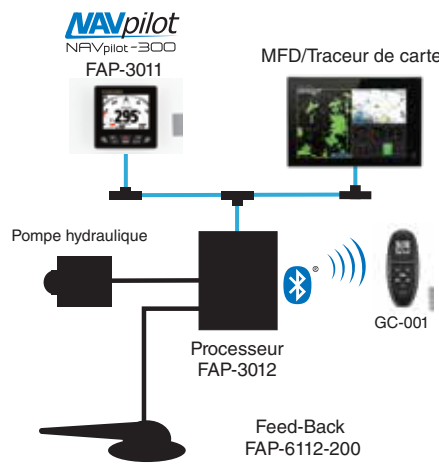 NAVpilot
NAVpilot-300
FAP-3011
MFD/Traceur de carte
295
Pompe hydraulique
®
GC-001
Processeur
FAP-3012
Feed-Back
FAP-6112-200